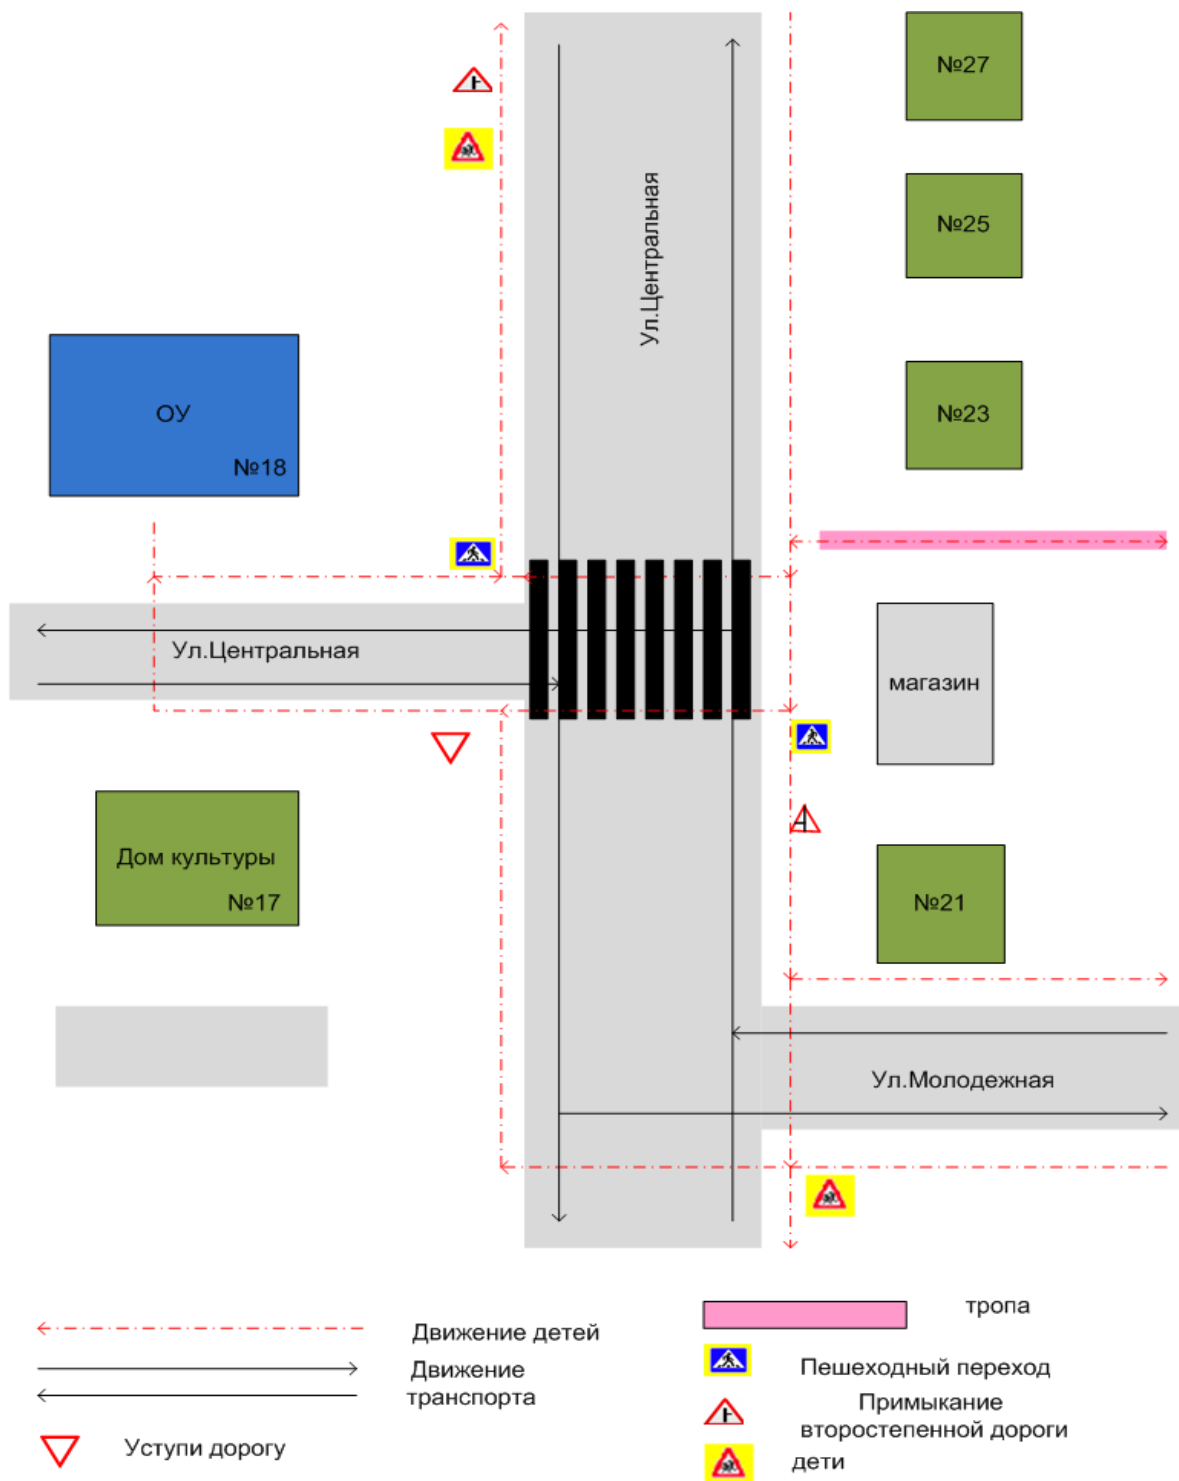 №27
№25
Ул.Центральная
№23
ОУ
№18
Ул.Центральная
магазин
Дом культуры
№17
№21
Ул.Молодежная
тропа
Движение детей
Пешеходный переход
Движение
транспорта
Примыкание
второстепенной дороги
Уступи дорогу
дети